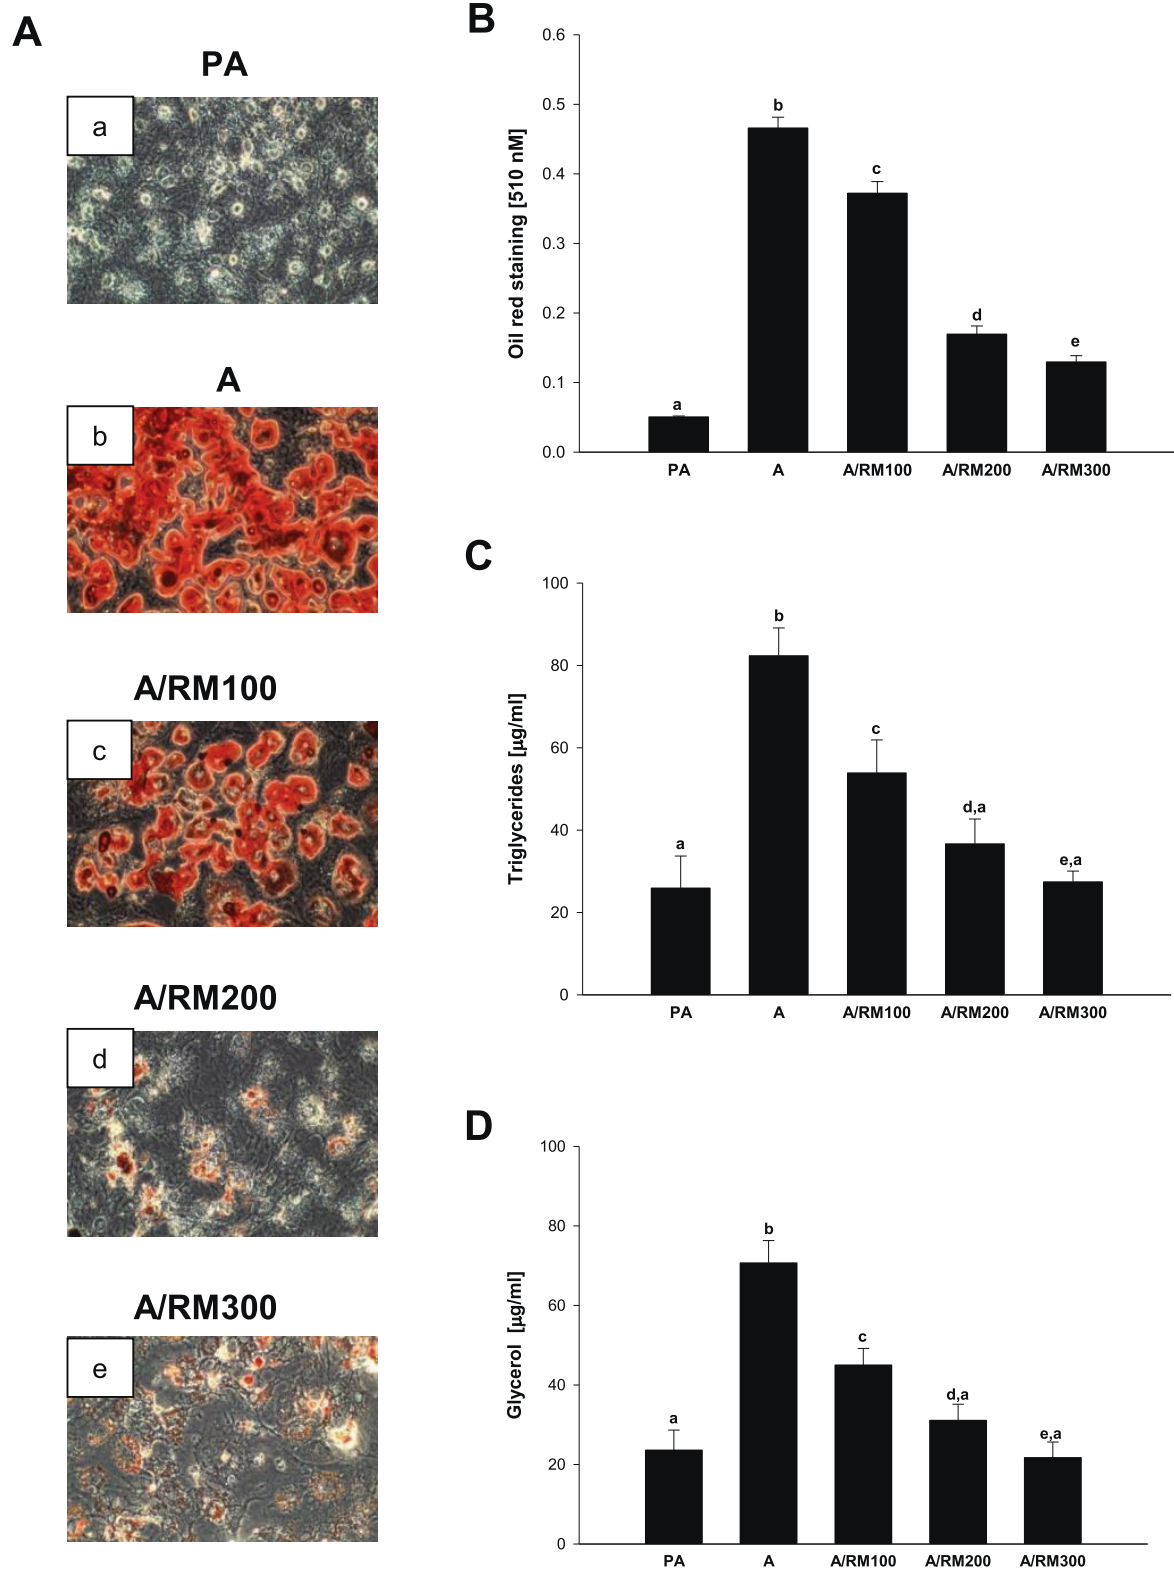 A
PA
a
A
b
A/RM100
c
A/RM200
d
A/RM300
e
B
Oil red staining [510 nM]
0.6
0.5
0.4
0.3
0.2
0.1
0.0
a
b
c
d
e
PA A A/RM100 A/RM200 A/RM300
C
Triglycerides [µg/ml]
100
80
60
40
20
0
a
b
c
d,a
e,a
PA A A/RM100 A/RM200 A/RM300
D
Glycerol [µg/ml]
100
80
60
40
20
0
a
b
c
d,a
e,a
PA A A/RM100 A/RM200 A/RM300